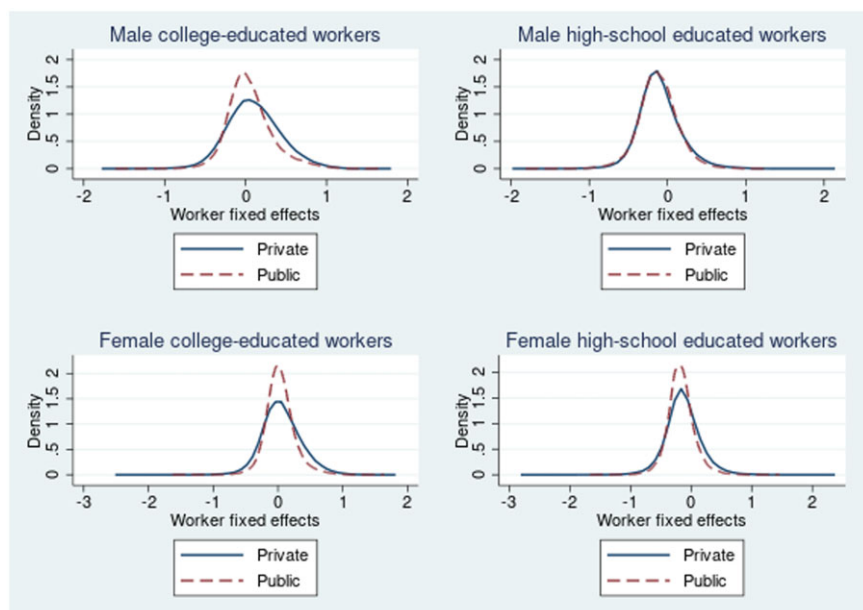 Male college-educated workers
Density
0 .5 1 1.5 2
-2 -1 0 1 2
Worker fixed effects
Private
Public
Male high-school educated workers
Density
0 .5 1 1.5 2
-2 -1 0 1 2
Worker fixed effects
Private
Public
Female college-educated workers
Density
0 .5 1 1.5 2
-3 -2 -1 0 1 2
Worker fixed effects
Private
Public
Female high-school educated workers
Density
0 .5 1 1.5 2
-3 -2 -1 0 1 2
Worker fixed effects
Private
Public